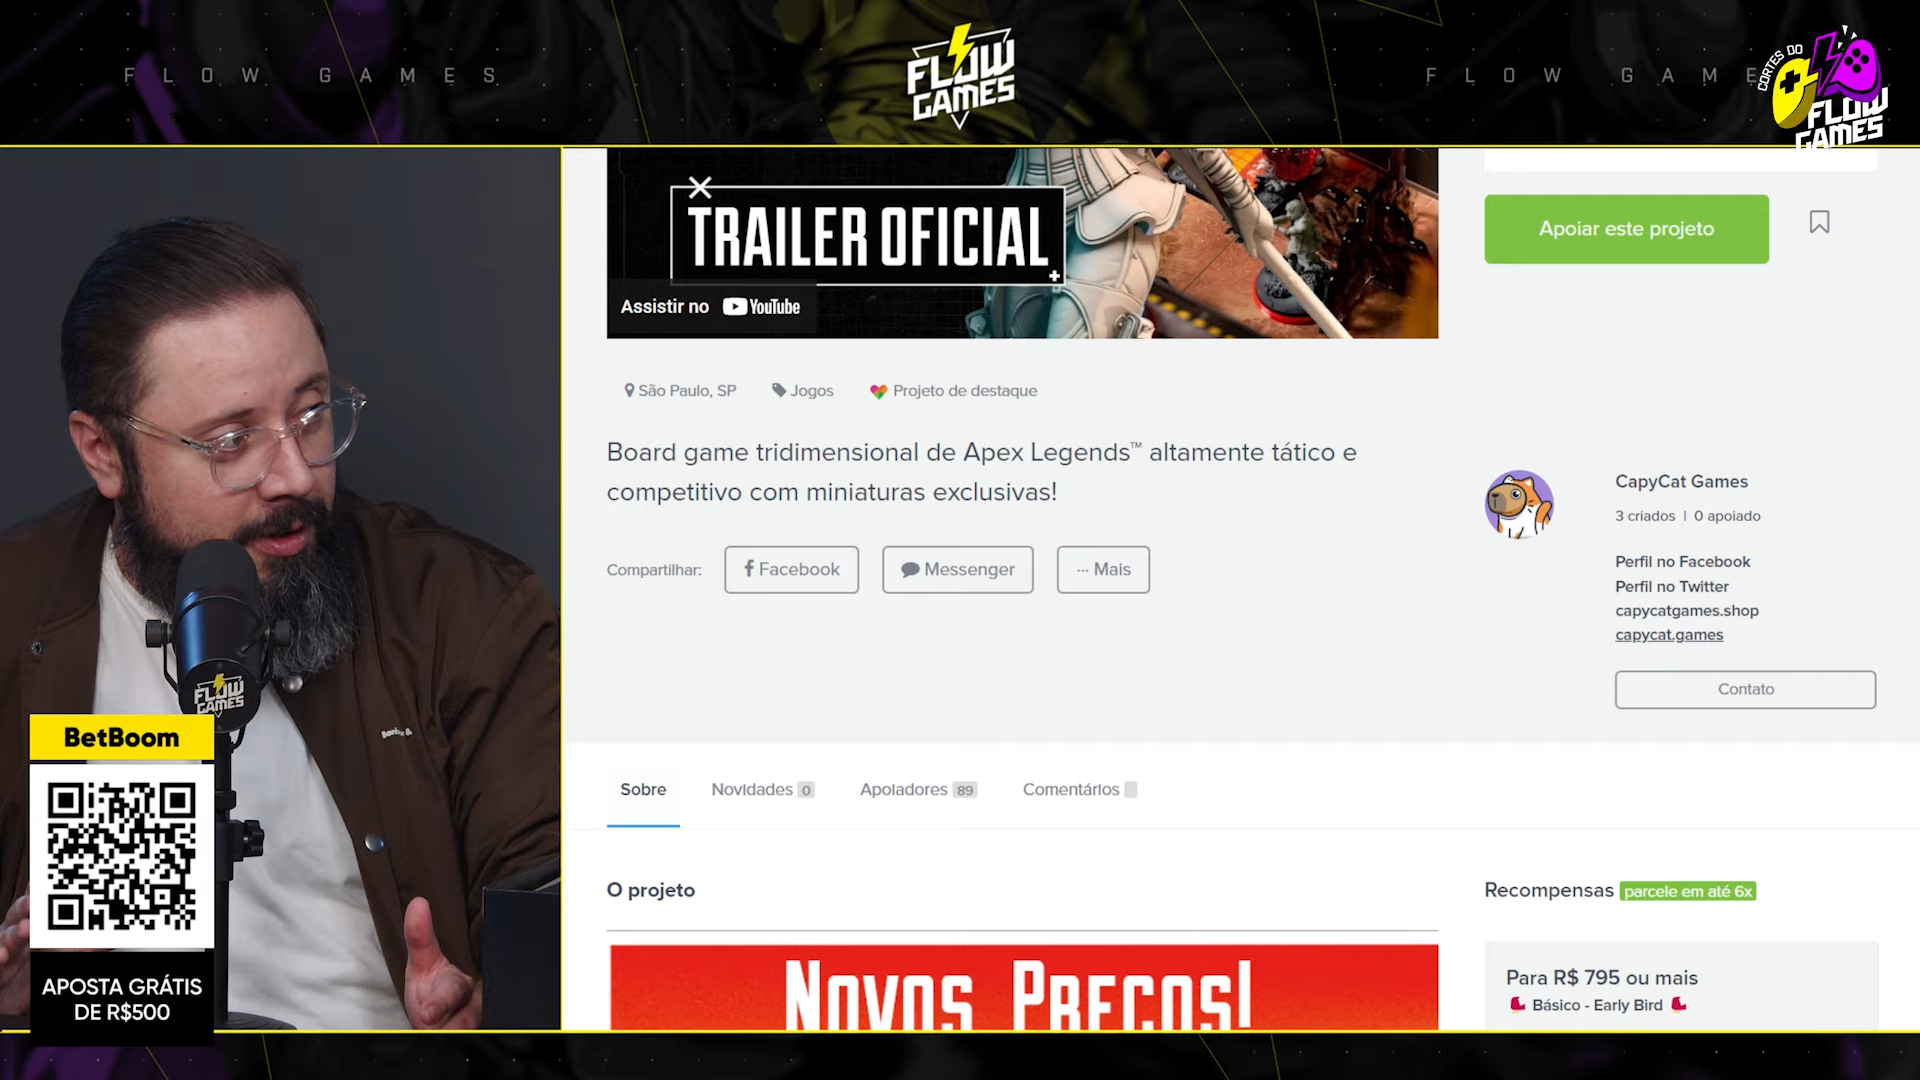 FLOW GAMES
FLOW
GAMES
FLOW GAME
CORTES DO
FLOW
GAMES
TRAILER OFICIAL
Assistir no YouTube
Apoiar este projeto
São Paulo, SP
Jogos
Projeto de destaque
Board game tridimensional de Apex Legends™ altamente tático e
competitivo com miniaturas exclusivas!
Compartilhar:
Facebook
Messenger
··· Mais
CapyCat Games
3 criados | 0 apoiado
Perfil no Facebook
Perfil no Twitter
capycatgames.shop
capycat.games
Contato
FLOW
GAMES
BetBoom
APOSTA GRÁTIS
DE R$500
Sobre
Novidades 0
Apoiadores 89
Comentários
O projeto
Recompensas parcele em até 6x
NOVOS PREÇOS!
Para R$ 795 ou mais
Básico - Early Bird